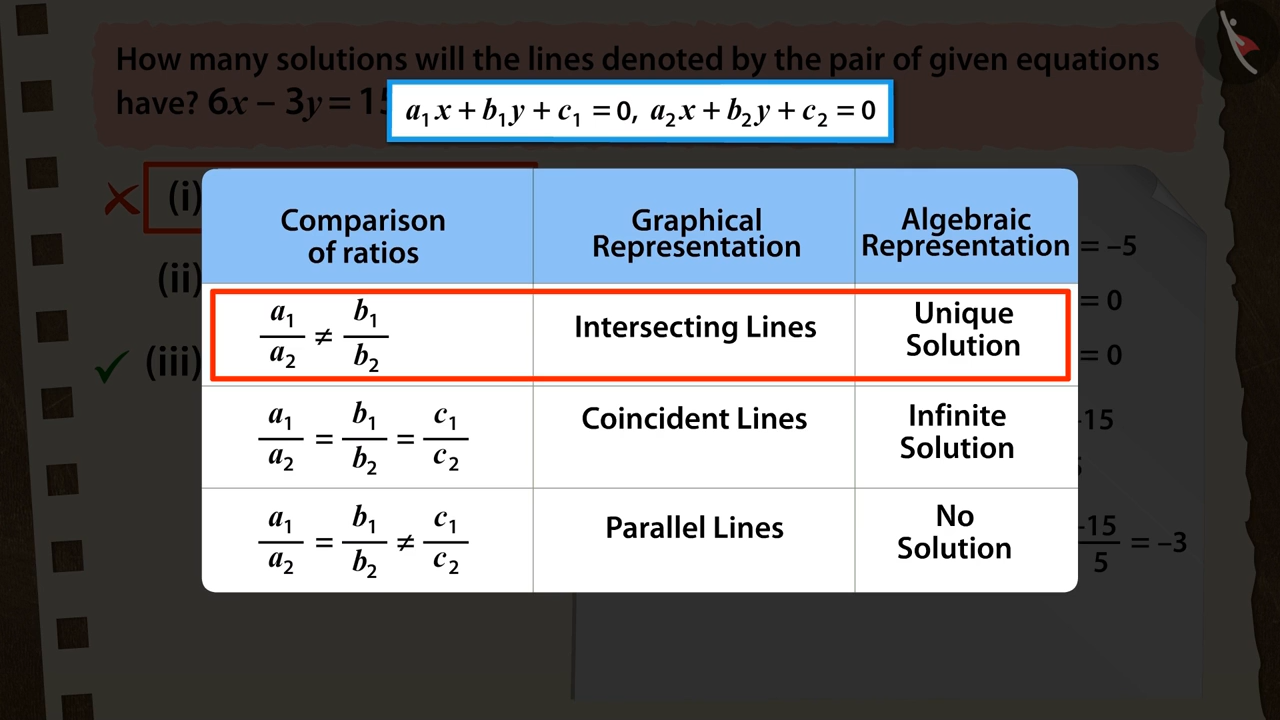 How many solutions will the lines denoted by the pair of given equations
have? 6x – 3y = 15
a₁x + b₁y + c₁ = 0, a₂x + b₂y + c₂ = 0
(i)
(ii)
(iii)
Comparison of ratios
Graphical Representation
Algebraic Representation
a₁/a₂ ≠ b₁/b₂
Intersecting Lines
Unique Solution
a₁/a₂ = b₁/b₂ = c₁/c₂
Coincident Lines
Infinite Solution
a₁/a₂ = b₁/b₂ ≠ c₁/c₂
Parallel Lines
No Solution
= –5
= 0
= 0
-15
-15/5 = –3